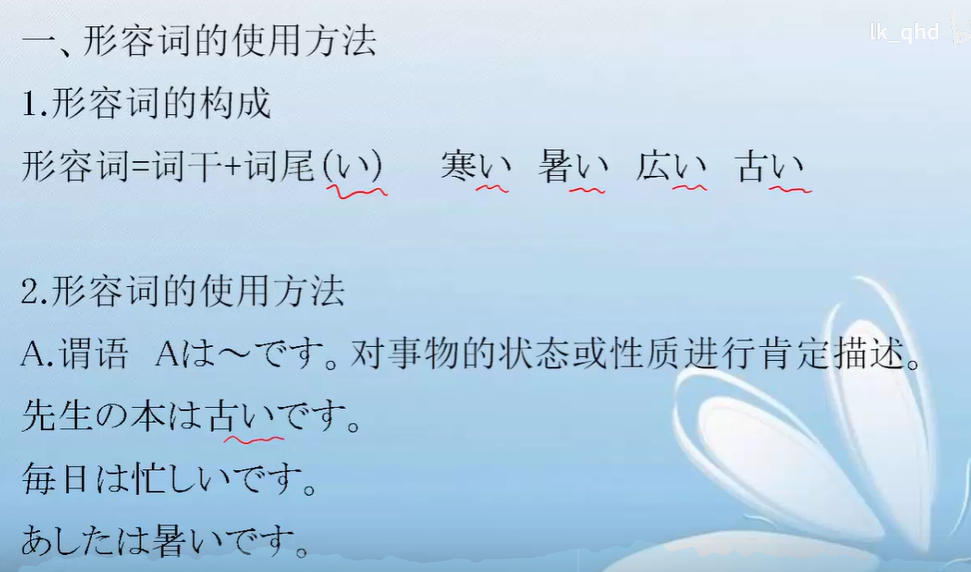 lk_qhd
一、形容词的使用方法
1.形容词的构成
形容词=词干+词尾(い) 寒い 暑い 広い 古い
2.形容词的使用方法
A.谓语 Aは～です。对事物的状态或性质进行肯定描述。
先生の本は古いです。
毎日は忙しいです。
あしたは暑いです。